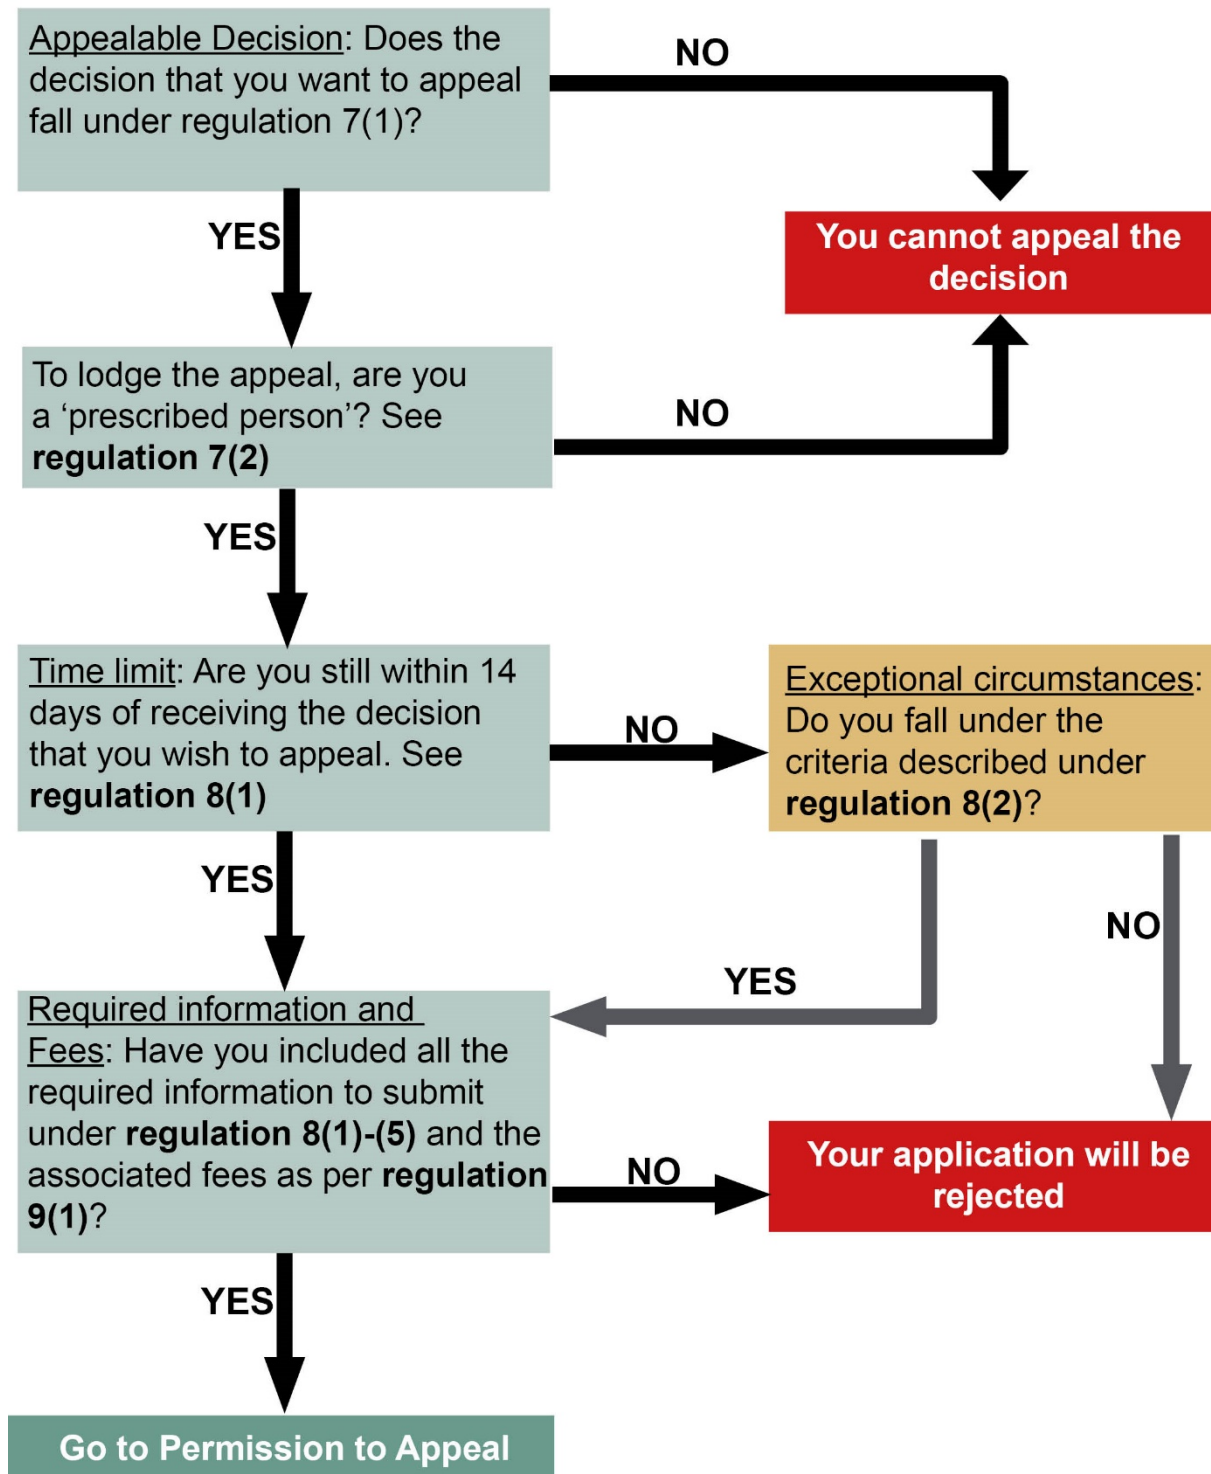 Appealable Decision: Does the
decision that you want to appeal
fall under regulation 7(1)?
NO
YES
You cannot appeal the
decision
To lodge the appeal, are you
a ‘prescribed person’? See
regulation 7(2)
NO
YES
Time limit: Are you still within 14
days of receiving the decision
that you wish to appeal. See
regulation 8(1)
NO
Exceptional circumstances:
Do you fall under the
criteria described under
regulation 8(2)?
YES
NO
YES
Required information and
Fees: Have you included all the
required information to submit
under regulation 8(1)-(5) and the
associated fees as per regulation
9(1)?
NO
Your application will be
rejected
YES
Go to Permission to Appeal